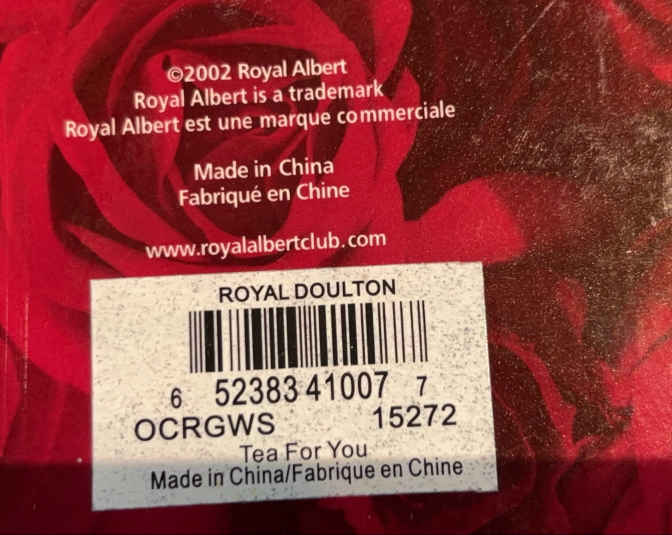 ©2002 Royal Albert
Royal Albert is a trademark
Royal Albert est une marque commerciale
Made in China
Fabriqué en Chine
www.royalalbertclub.com
ROYAL DOULTON
6 52383 41007 7
OCRGWS 15272
Tea For You
Made in China/Fabrique en Chine